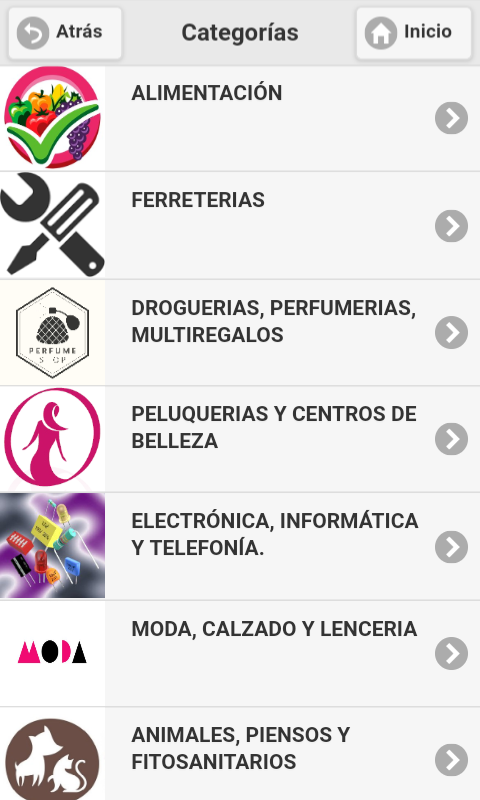 Atrás
Categorías
Inicio
ALIMENTACIÓN
FERRETERIAS
DROGUERIAS, PERFUMERIAS,
MULTIREGALOS
PERFUME
SHOP
PELUQUERIAS Y CENTROS DE
BELLEZA
ELECTRÓNICA, INFORMÁTICA
Y TELEFONÍA.
MODA, CALZADO Y LENCERIA
MODA
ANIMALES, PIENSOS Y
FITOSANITARIOS